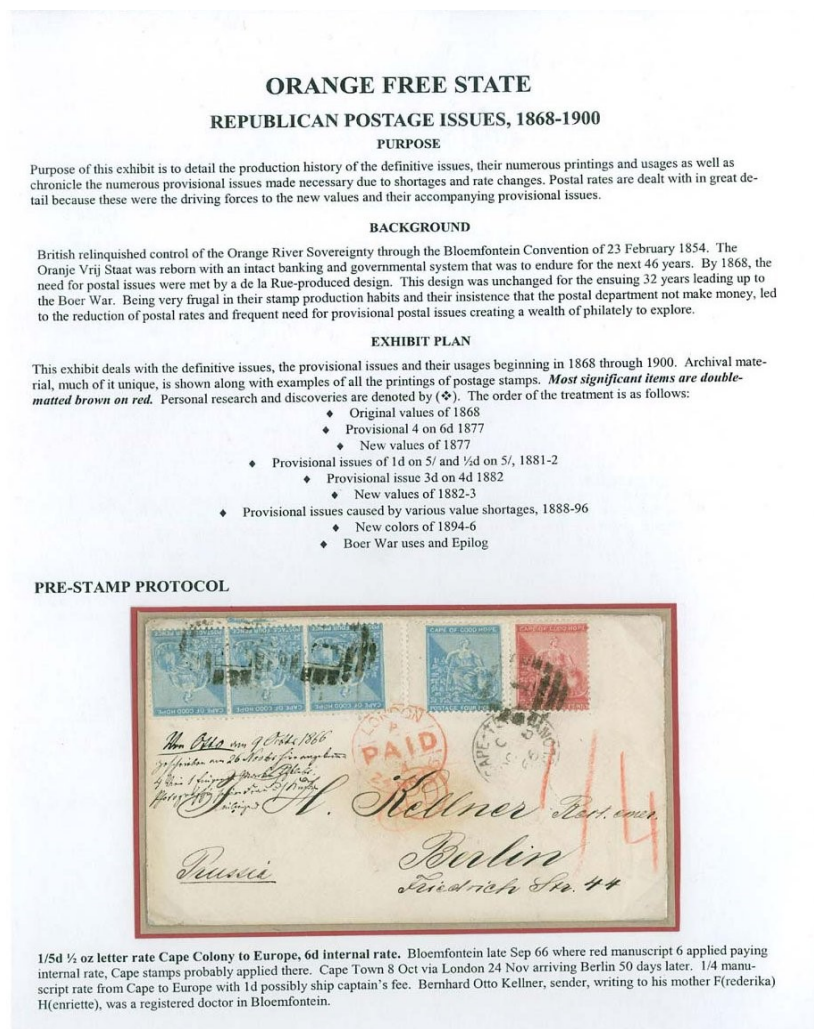 ORANGE FREE STATE
REPUBLICAN POSTAGE ISSUES, 1868-1900
PURPOSE
Purpose of this exhibit is to detail the production history of the definitive issues, their numerous printings and usages as well as
chronicle the numerous provisional issues made necessary due to shortages and rate changes. Postal rates are dealt with in great de-
tail because these were the driving forces to the new values and their accompanying provisional issues.
BACKGROUND
British relinquished control of the Orange River Sovereignty through the Bloemfontein Convention of 23 February 1854. The
Oranje Vrij Staat was reborn with an intact banking and governmental system that was to endure for the next 46 years. By 1868, the
need for postal issues were met by a de la Rue-produced design. This design was unchanged for the ensuing 32 years leading up to
the Boer War. Being very frugal in their stamp production habits and their insistence that the postal department not make money, led
to the reduction of postal rates and frequent need for provisional postal issues creating a wealth of philately to explore.
EXHIBIT PLAN
This exhibit deals with the definitive issues, the provisional issues and their usages beginning in 1868 through 1900. Archival mate-
rial, much of it unique, is shown along with examples of all the printings of postage stamps. Most significant items are double-
matted brown on red. Personal research and discoveries are denoted by (❖). The order of the treatment is as follows:
♦ Original values of 1868
♦ Provisional 4 on 6d 1877
♦ New values of 1877
♦ Provisional issues of 1d on 5/ and ½d on 5/, 1881-2
♦ Provisional issue 3d on 4d 1882
♦ New values of 1882-3
♦ Provisional issues caused by various value shortages, 1888-96
♦ New colors of 1894-6
♦ Boer War uses and Epilog
PRE-STAMP PROTOCOL
CAPE OF GOOD HOPE
CAPE OF GOOD HOPE
CAPE OF GOOD HOPE
CAPE OF GOOD HOPE
LONDON
PAID
Otto
1866
H. Kellner
1/4
Berlin
Prussia
Friedrich Str. 44
1/5d ½ oz letter rate Cape Colony to Europe, 6d internal rate. Bloemfontein late Sep 66 where red manuscript 6 applied paying
internal rate, Cape stamps probably applied there. Cape Town 8 Oct via London 24 Nov arriving Berlin 50 days later. 1/4 manu-
script rate from Cape to Europe with 1d possibly ship captain's fee. Bernhard Otto Kellner, sender, writing to his mother F(rederika)
H(enriette), was a registered doctor in Bloemfontein.